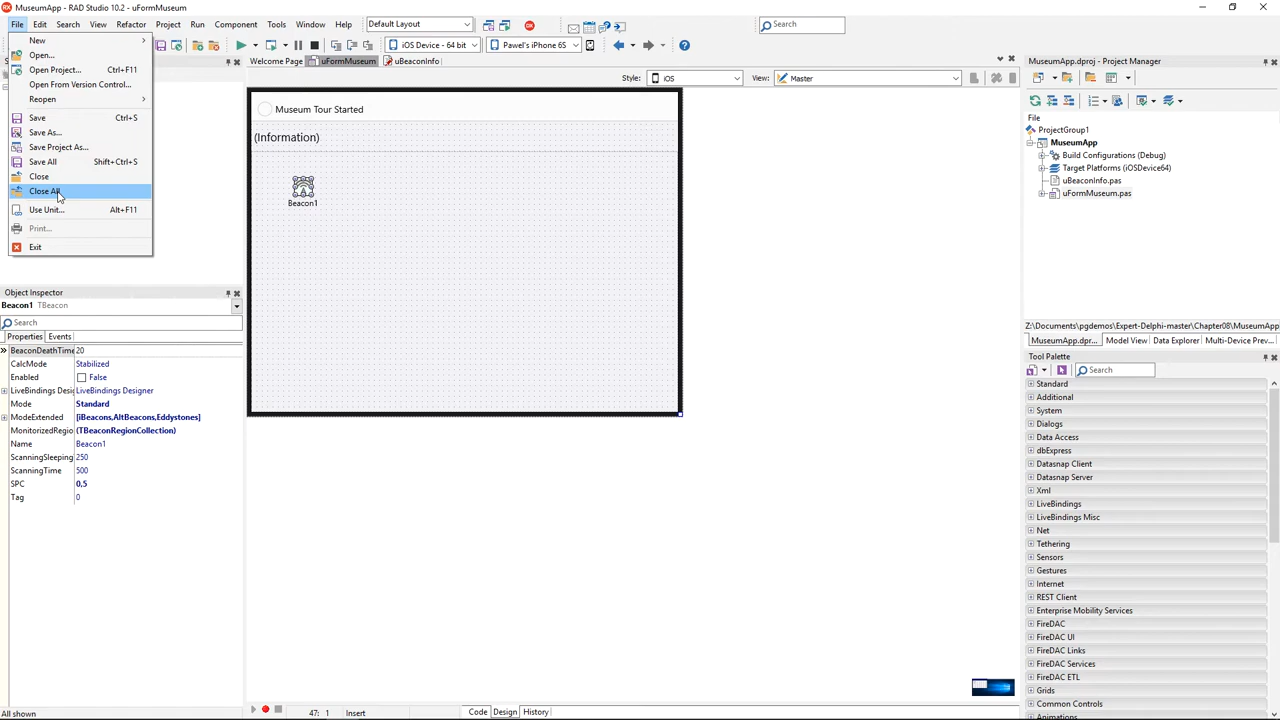 MuseumApp - RAD Studio 10.2 - uFormMuseum
File Edit Search View Refactor Project Run Component Tools Window Help Default Layout Search
iOS Device - 64 bit Pawel's iPhone 6S
New
Open...
Open Project... Ctrl+F11
Open From Version Control...
Reopen
Save Ctrl+S
Save As...
Save Project As...
Save All Shift+Ctrl+S
Close
Close All
Use Unit... Alt+F11
Print...
Exit
Welcome Page uFormMuseum uBeaconInfo
Style: iOS View: Master
Museum Tour Started
(Information)
Beacon1
Object Inspector
Beacon1 TBeacon
Search
Properties Events
BeaconDeathTime 20
CalcMode Stabilized
Enabled False
LiveBindings Desig LiveBindings Designer
Mode Standard
ModeExtended [iBeacons,AltBeacons,Eddystones]
MonitorizedRegio (TBeaconRegionCollection)
Name Beacon1
ScanningSleeping 250
ScanningTime 500
SPC 0,5
Tag 0
All shown
47: 1 Insert Code Design History
MuseumApp.dproj - Project Manager
File
ProjectGroup1
MuseumApp
Build Configurations (Debug)
Target Platforms (iOSDevice64)
uBeaconInfo.pas
uFormMuseum.pas
Z:\Documents\pgdemos\Expert-Delphi-master\Chapter08\MuseumApp
MuseumApp.dpr... Model View Data Explorer Multi-Device Prev...
Tool Palette
Search
Standard
Additional
System
Dialogs
Data Access
dbExpress
Datasnap Client
Datasnap Server
Xml
LiveBindings
LiveBindings Misc
Net
Tethering
Sensors
Gestures
Internet
REST Client
Enterprise Mobility Services
FireDAC
FireDAC UI
FireDAC Links
FireDAC Services
FireDAC ETL
Grids
Common Controls
Animations